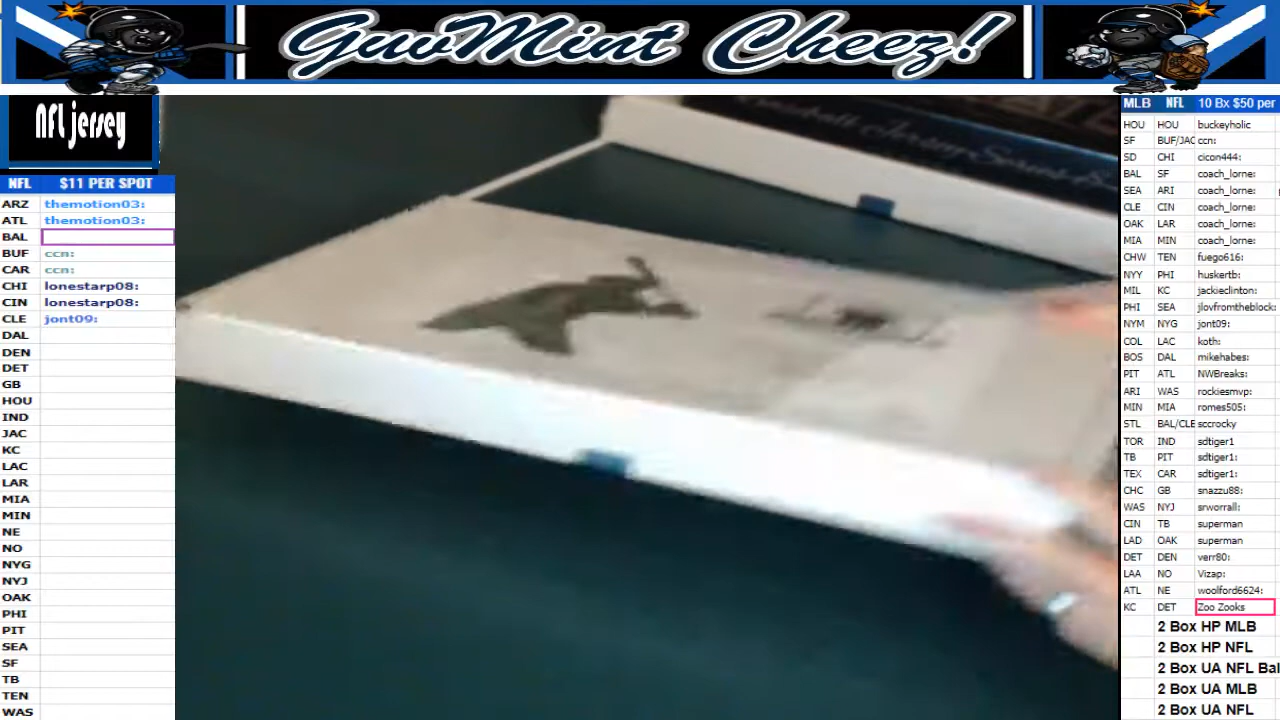 GuvMint Cheez!
NFL jersey
NFL $11 PER SPOT
ARZ themotion03:
ATL themotion03:
BAL
BUF ccn:
CAR ccn:
CHI lonestarp08:
CIN lonestarp08:
CLE jont09:
DAL
DEN
DET
GB
HOU
IND
JAC
KC
LAC
LAR
MIA
MIN
NE
NO
NYG
NYJ
OAK
PHI
PIT
SEA
SF
TB
TEN
WAS
MLB NFL 10 Bx $50 per
HOU HOU buckeyholic
SF BUF/JAC ccn:
SD CHI cicon444:
BAL SF coach_lorne:
SEA ARI coach_lorne:
CLE CIN coach_lorne:
OAK LAR coach_lorne:
MIA MIN coach_lorne:
CHW TEN fuego616:
NYY PHI huskertb:
MIL KC jackieclinton:
PHI SEA jlovfromtheblock:
NYM NYG jont09:
COL LAC koth:
BOS DAL mikehabes:
PIT ATL NWBreaks:
ARI WAS rockiesmvp:
MIN MIA romes505:
STL BAL/CLE sccrocky
TOR IND sdtiger1
TB PIT sdtiger1:
TEX CAR sdtiger1:
CHC GB snazzu88:
WAS NYJ srworrall:
CIN TB superman
LAD OAK superman
DET DEN verr80:
LAA NO Vizap:
ATL NE woolford6624:
KC DET Zoo Zooks
2 Box HP MLB
2 Box HP NFL
2 Box UA NFL Bal
2 Box UA MLB
2 Box UA NFL